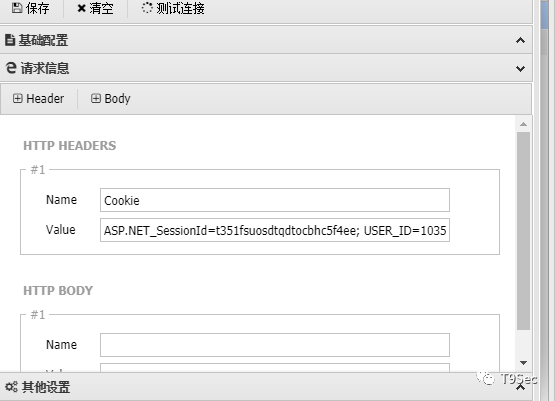 保存 清空 测试连接
基础配置
请求信息
Header Body
HTTP HEADERS
#1
Name Cookie
Value ASP.NET_SessionId=t351fsuosdtqdtocbhc5f4ee; USER_ID=1035
HTTP BODY
#1
Name
其他设置
T9Sec